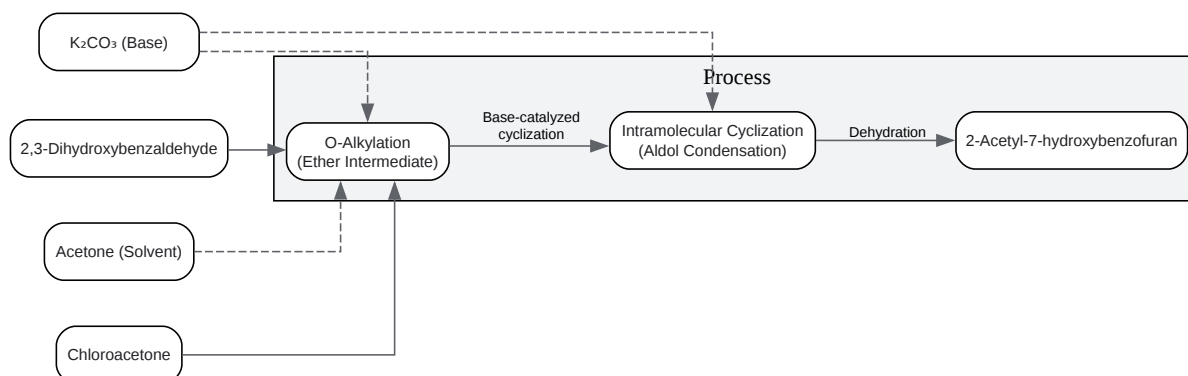 K₂CO₃ (Base)
Process
2,3-Dihydroxybenzaldehyde
O-Alkylation
(Ether Intermediate)
Base-catalyzed
cyclization
Intramolecular Cyclization
(Aldol Condensation)
Dehydration
2-Acetyl-7-hydroxybenzofuran
Acetone (Solvent)
Chloroacetone